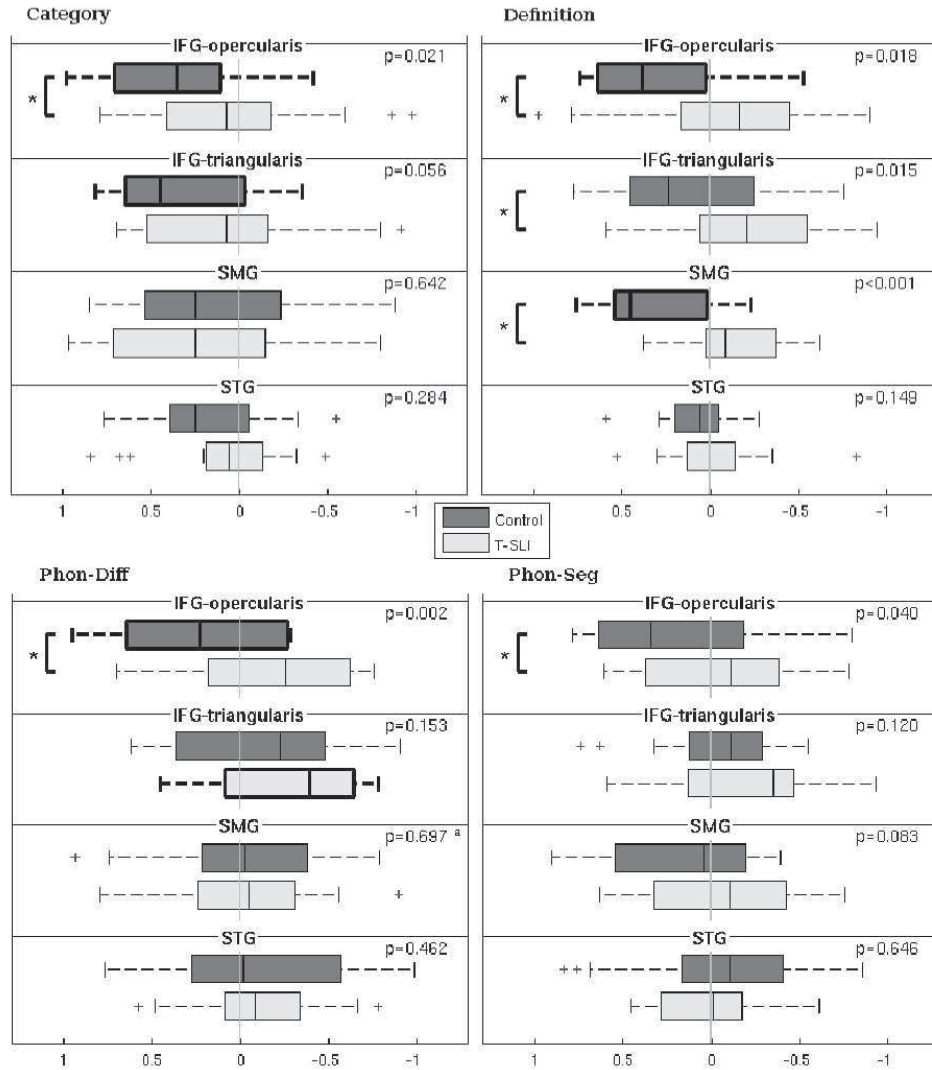 Category
IFG-opercularis
p=0.021
*
IFG-triangularis
p=0.056
SMG
p=0.642
STG
p=0.284
1 0.5 0 -0.5 -1
Definition
IFG-opercularis
p=0.018
*
IFG-triangularis
p=0.015
*
SMG
p<0.001
*
STG
p=0.149
1 0.5 0 -0.5 -1
Control
T-SLI
Phon-Diff
IFG-opercularis
p=0.002
*
IFG-triangularis
p=0.153
SMG
p=0.697 a
STG
p=0.462
1 0.5 0 -0.5 -1
Phon-Seg
IFG-opercularis
p=0.040
*
IFG-triangularis
p=0.120
SMG
p=0.083
STG
p=0.646
1 0.5 0 -0.5 -1